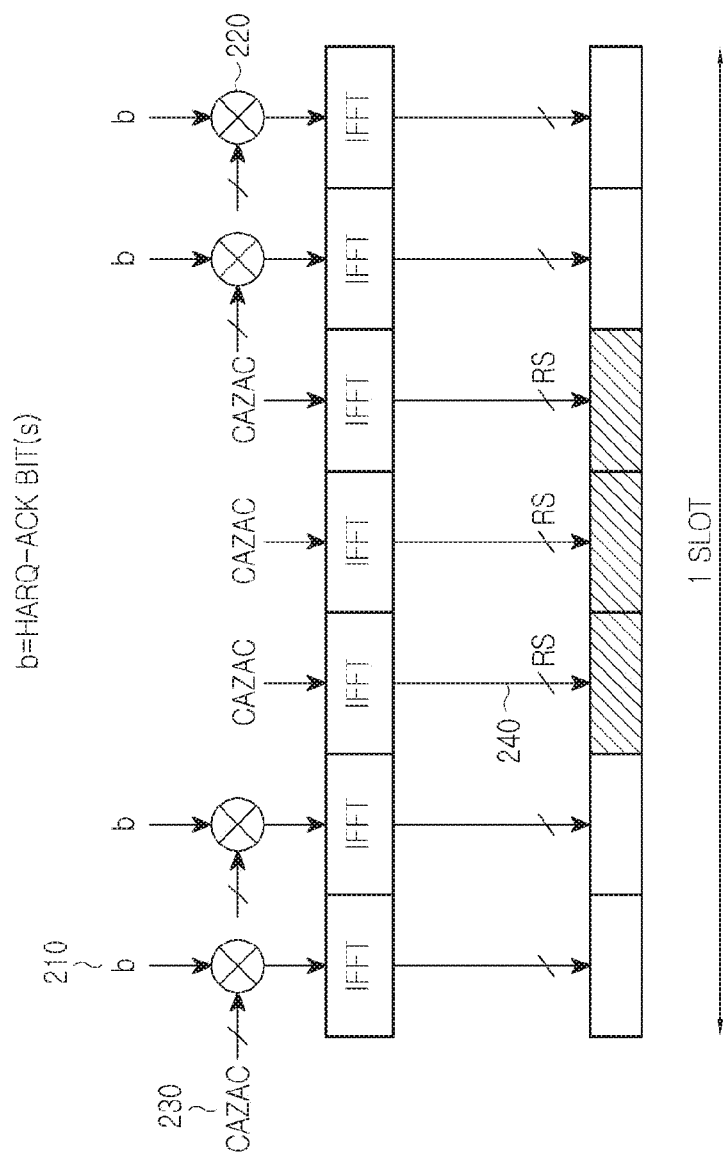 b=HARQ-ACK BIT(s)
210
b
b
b
b
220
230
CAZAC
CAZAC
CAZAC
CAZAC
IFFT
IFFT
IFFT
IFFT
IFFT
IFFT
IFFT
240
RS
RS
RS
1 SLOT